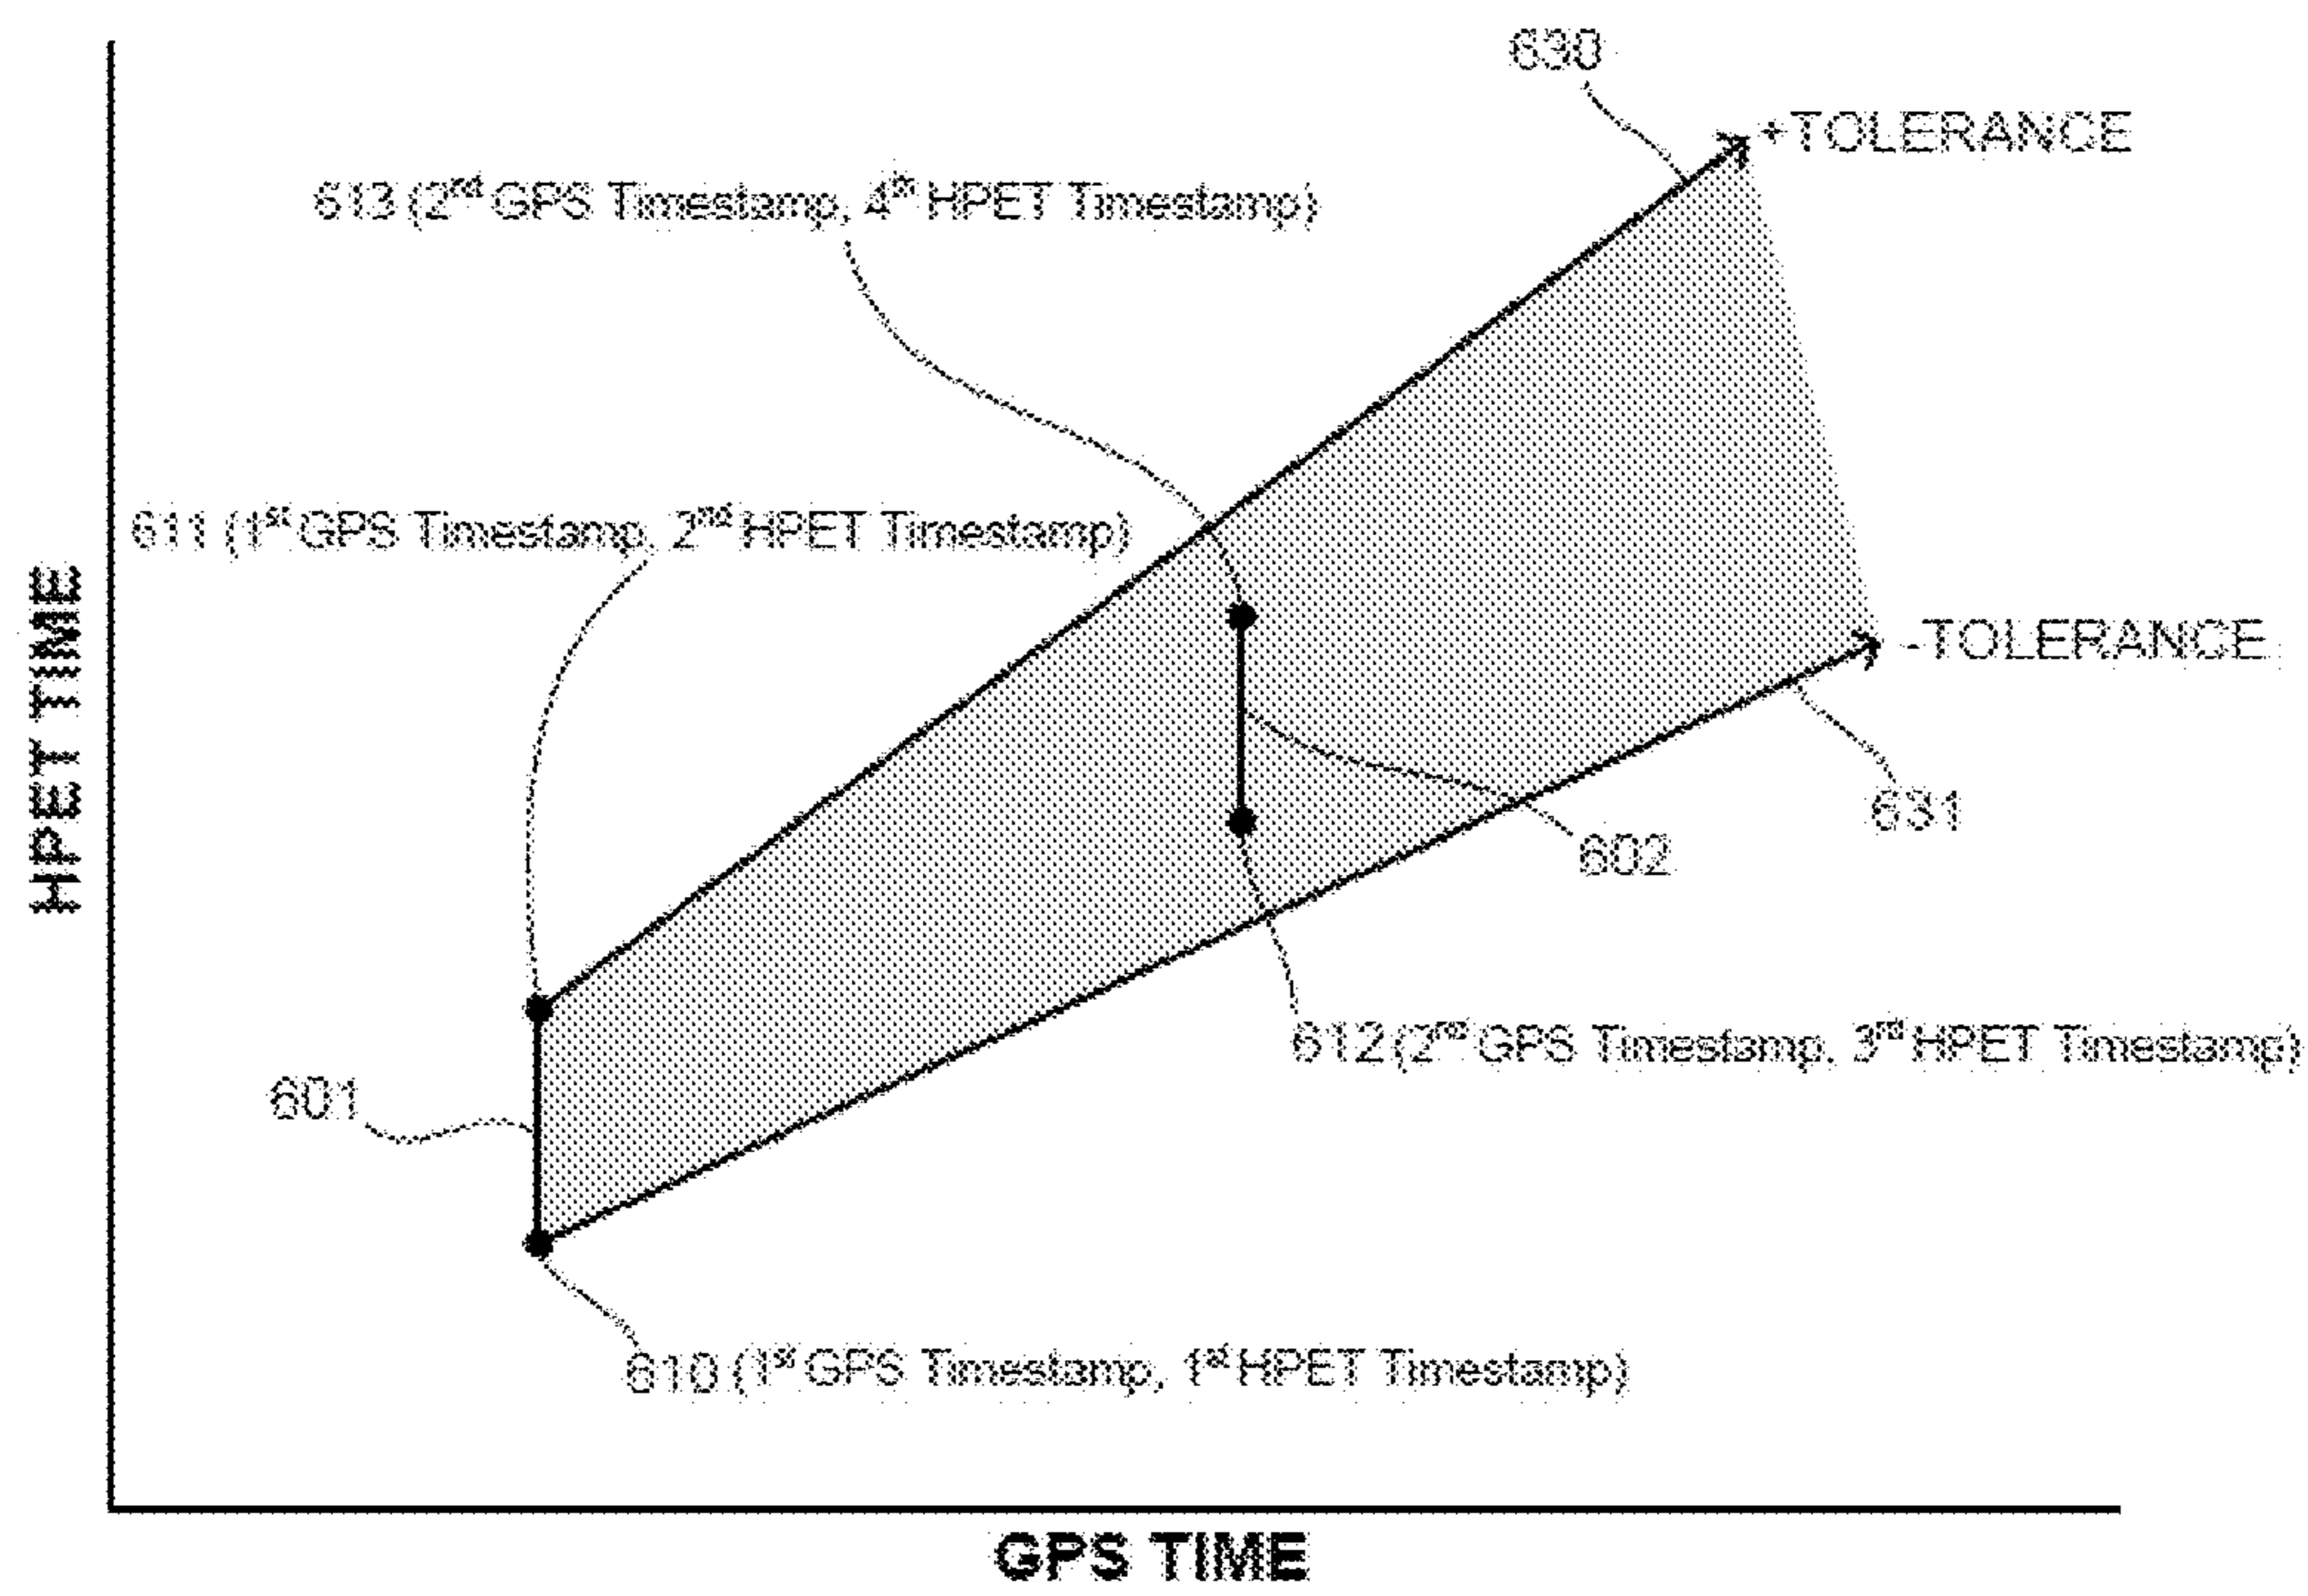 630
+TOLERANCE
613 (2nd GPS Timestamp, 4th HPET Timestamp)
611 (1st GPS Timestamp, 2nd HPET Timestamp)
HPET TIME
-TOLERANCE
631
602
612 (2nd GPS Timestamp, 3rd HPET Timestamp)
601
610 (1st GPS Timestamp, 1st HPET Timestamp)
GPS TIME